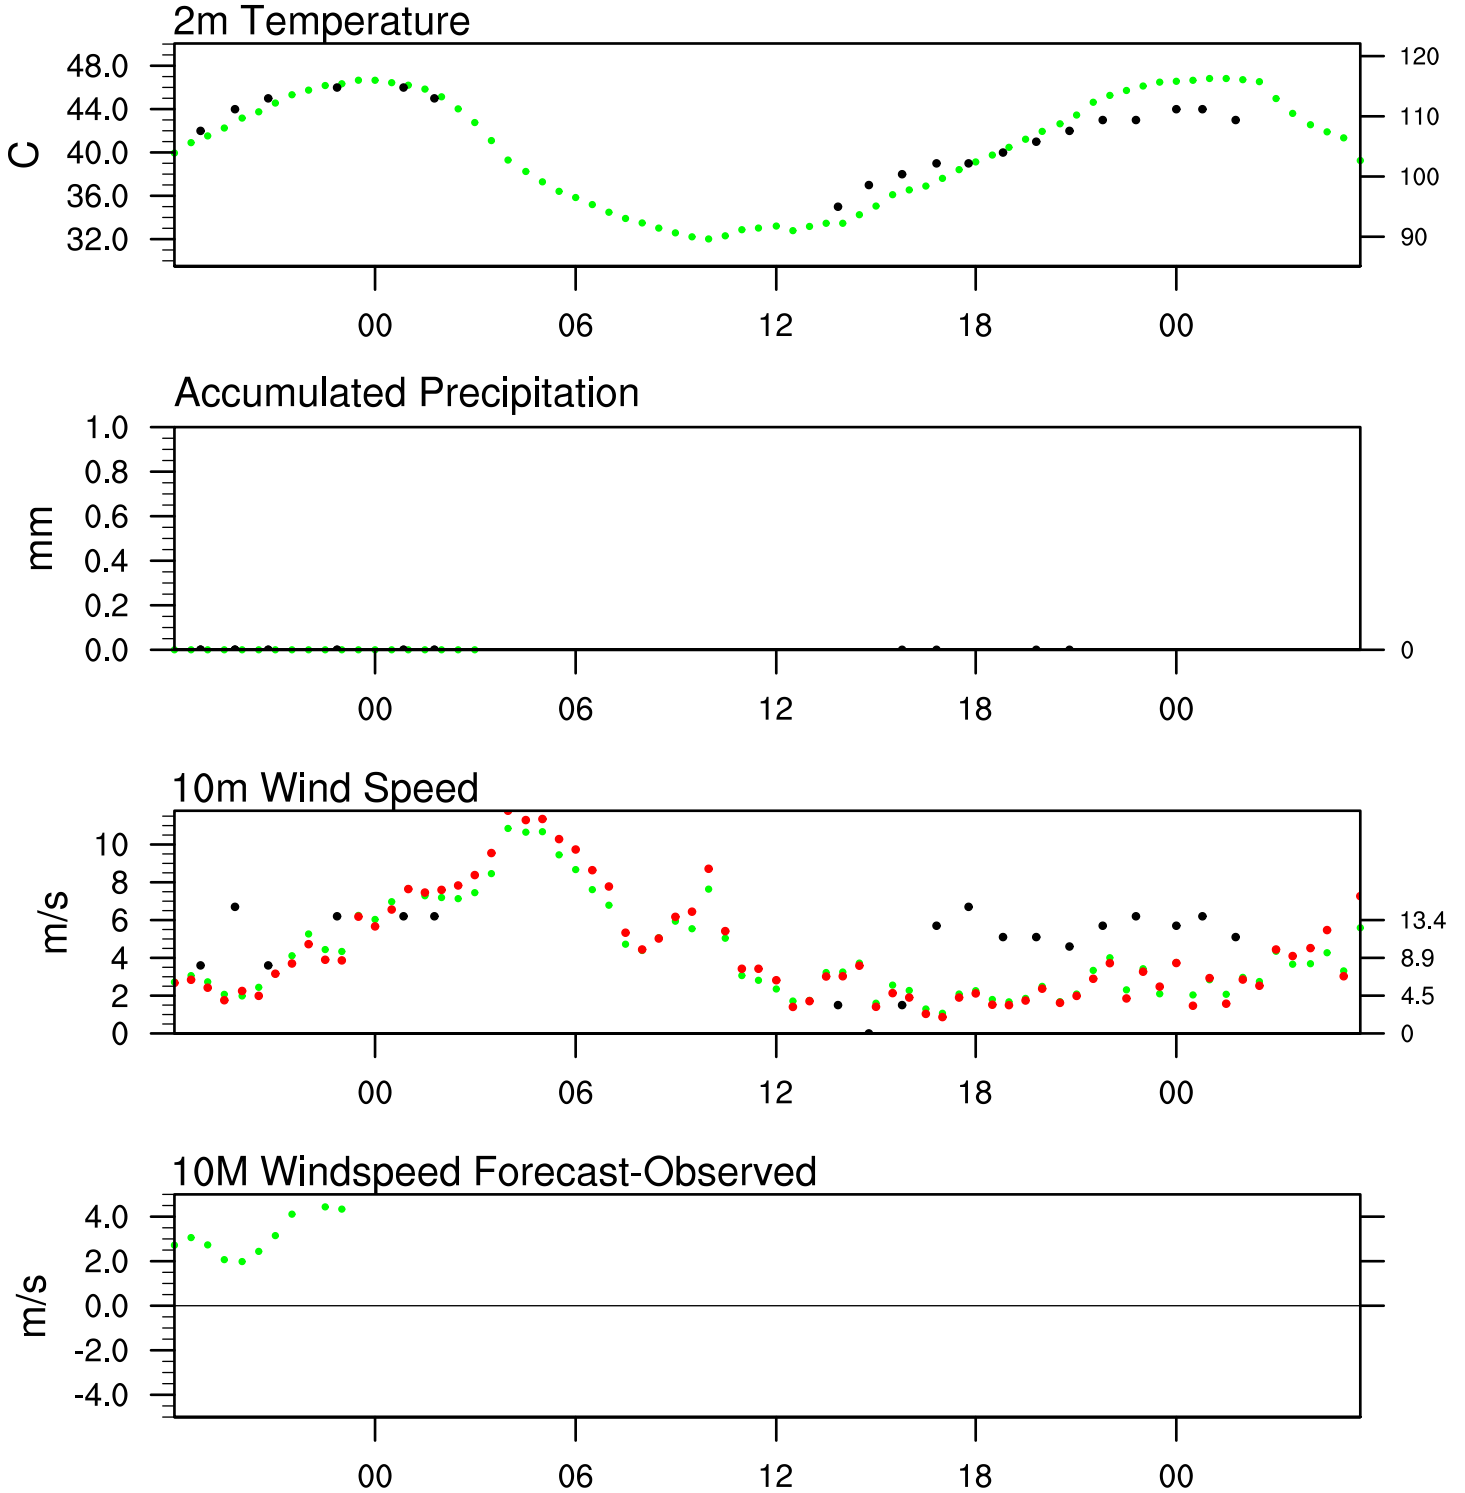 2m Temperature
48.0 120
44.0 110
C 40.0
36.0 100
32.0 90
00 06 12 18 00
Accumulated Precipitation
1.0
0.8
0.6
mm
0.4
0.2
0.0 0
00 06 12 18 00
10m Wind Speed
10
8
6 13.4
m/s
4 8.9
2 4.5
0 0
00 06 12 18 00
10M Windspeed Forecast-Observed
4.0
2.0
m/s 0.0
-2.0
-4.0
00 06 12 18 00